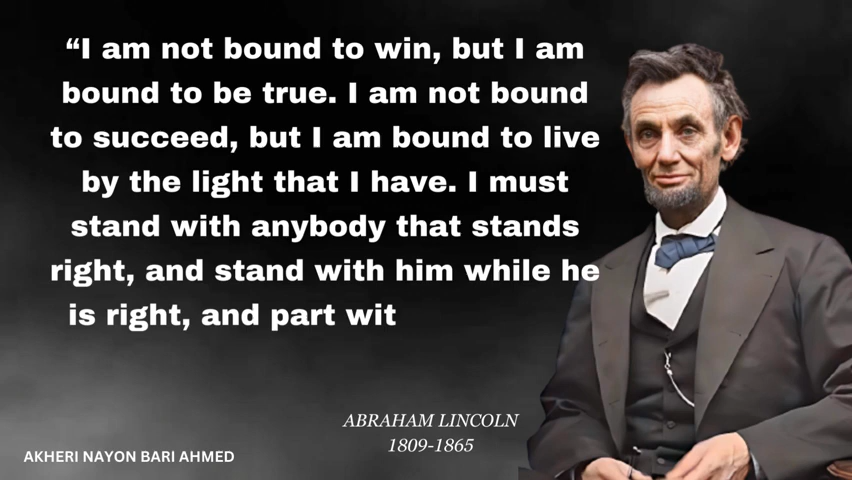 “I am not bound to win, but I am
bound to be true. I am not bound
to succeed, but I am bound to live
by the light that I have. I must
stand with anybody that stands
right, and stand with him while he
is right, and part wit
ABRAHAM LINCOLN
1809-1865
AKHERI NAYON BARI AHMED